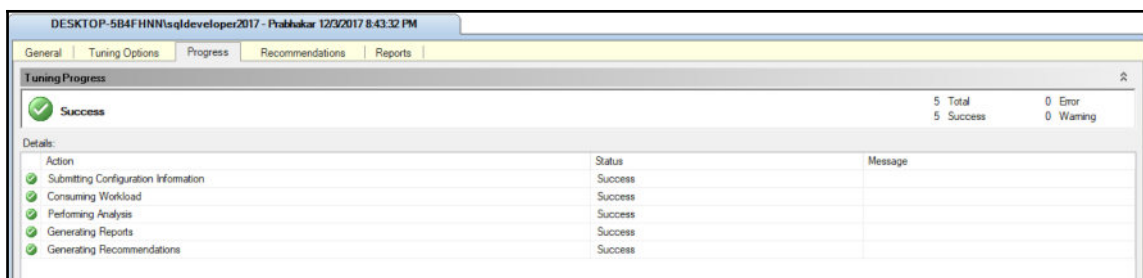 DESKTOP-5B4FHNN\sqldeveloper2017 - Prabhakar 12/3/2017 8:43:32 PM
General Tuning Options Progress Recommendations Reports
Tuning Progress
Success 5 Total 0 Error
5 Success 0 Warning
Details:
Action Status Message
Submitting Configuration Information Success
Consuming Workload Success
Performing Analysis Success
Generating Reports Success
Generating Recommendations Success